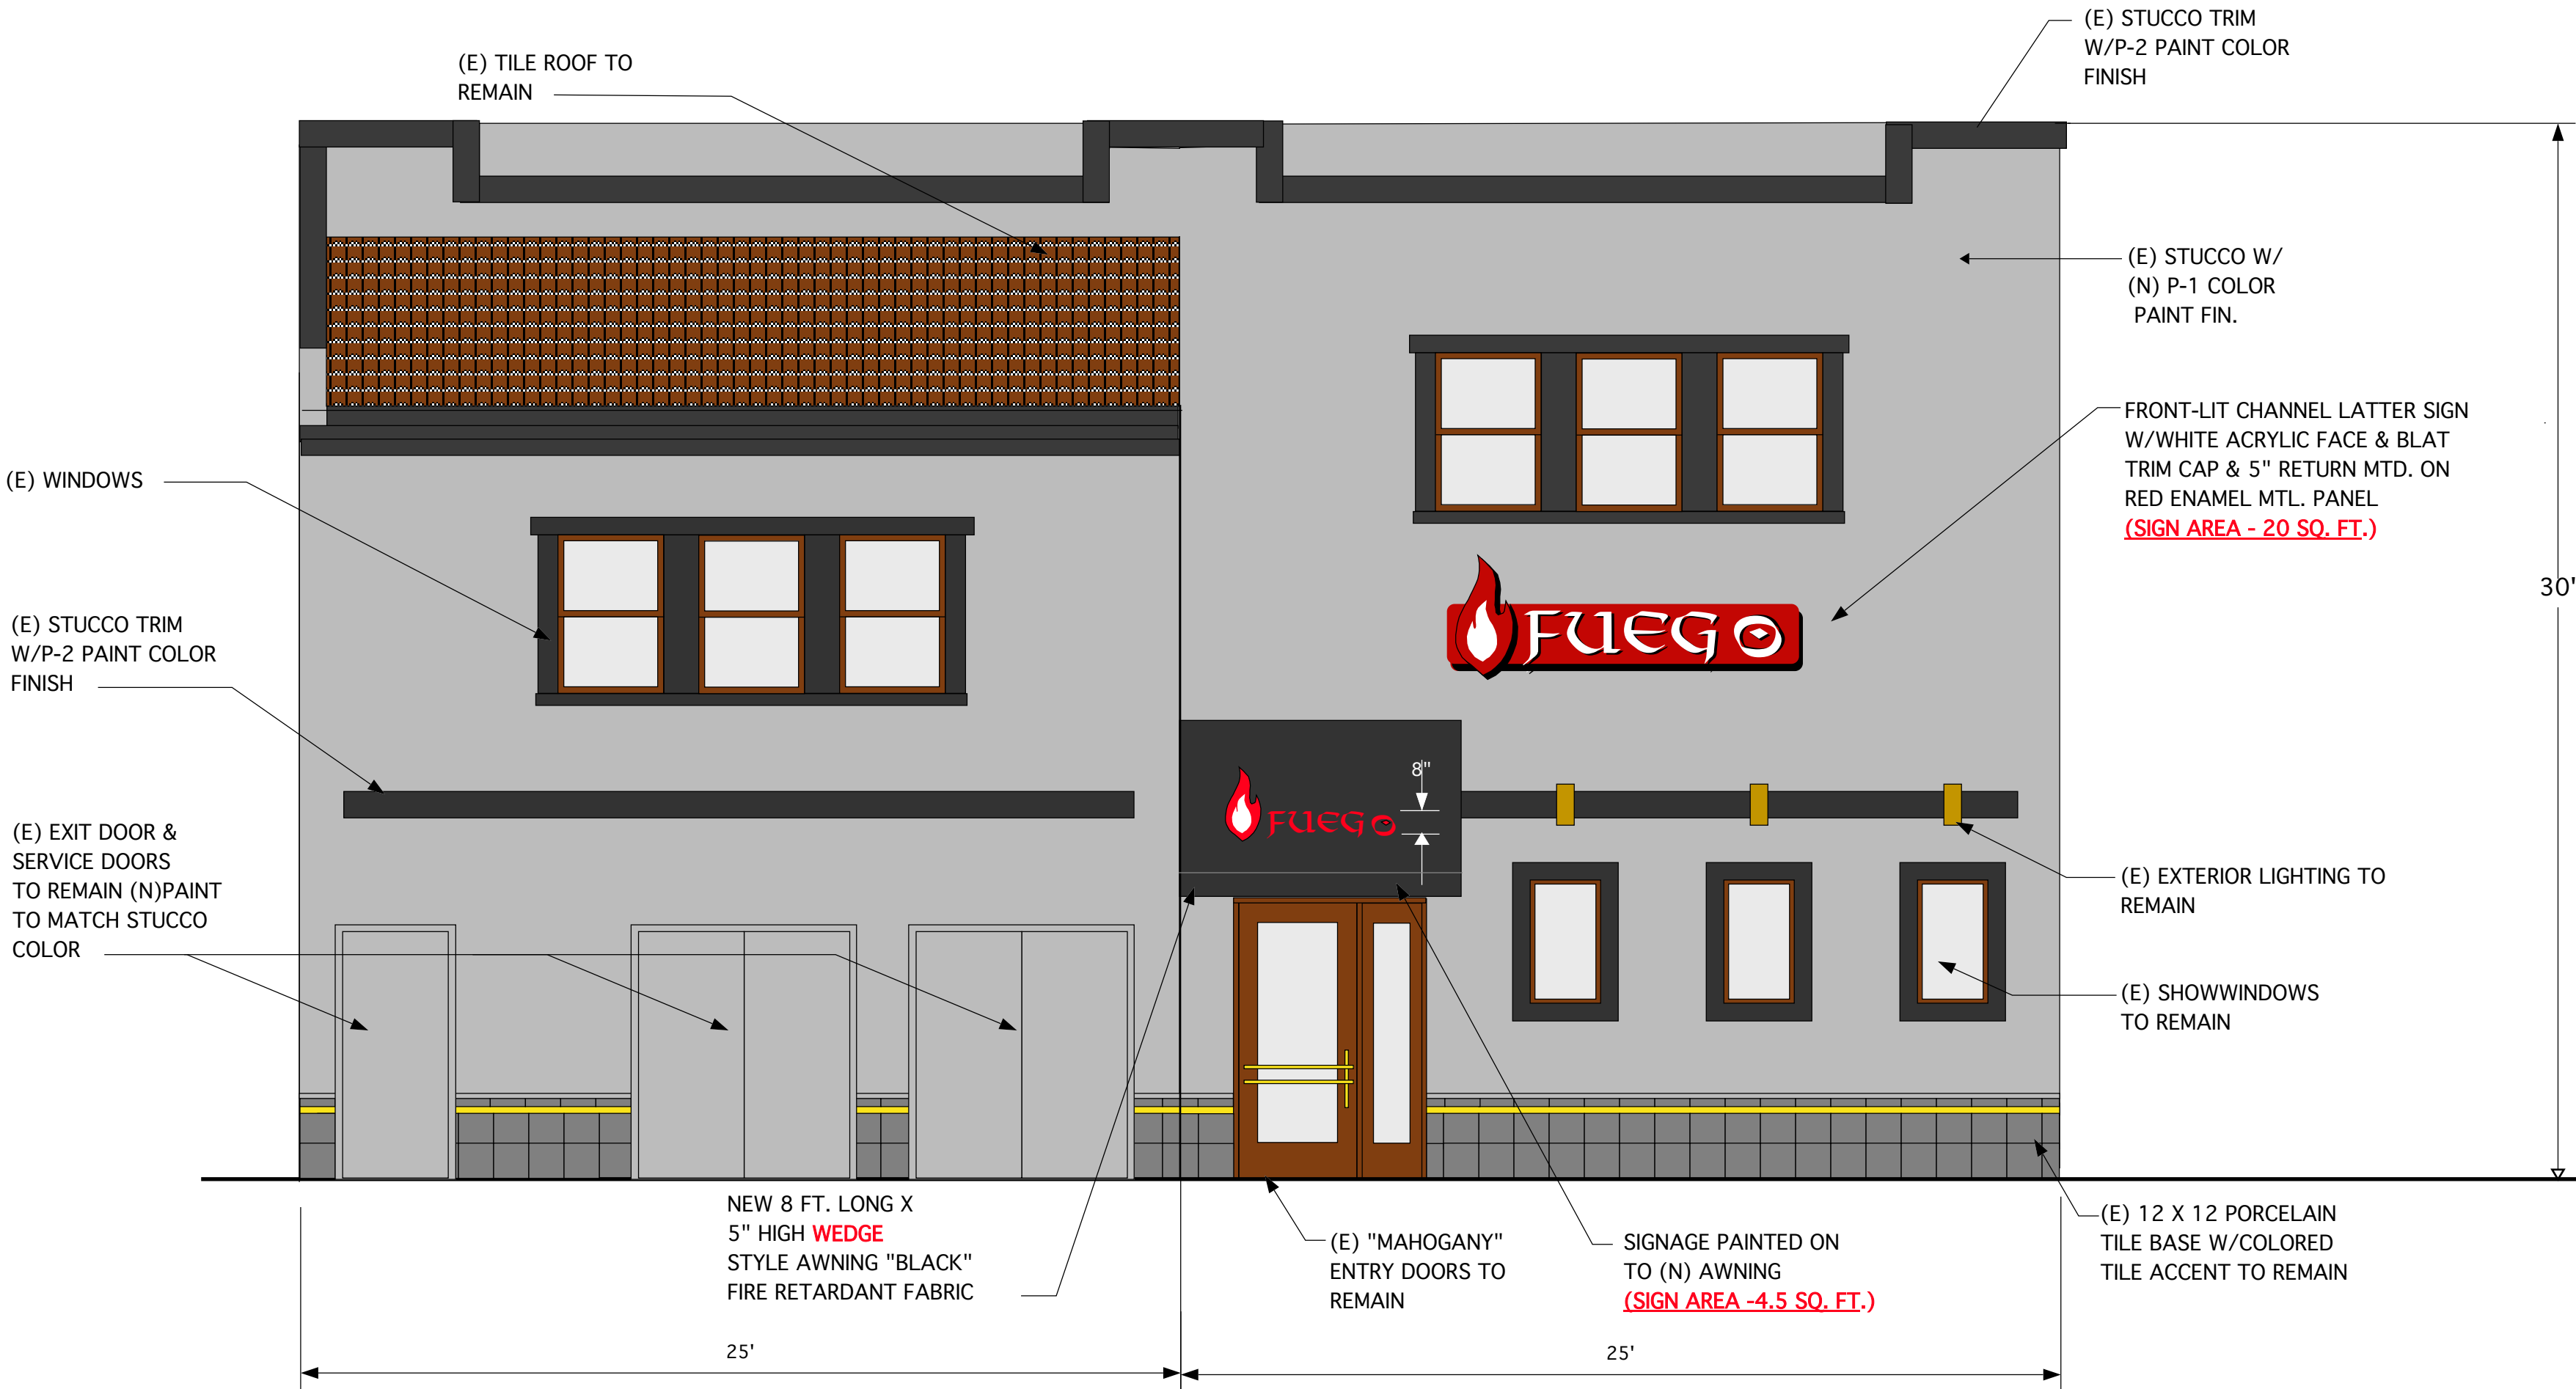 (E) STUCCO TRIM
W/P-2 PAINT COLOR
FINISH
(E) TILE ROOF TO
REMAIN
(E) STUCCO W/
(N) P-1 COLOR
PAINT FIN.
FRONT-LIT CHANNEL LATTER SIGN
W/WHITE ACRYLIC FACE & BLAT
TRIM CAP & 5" RETURN MTD. ON
RED ENAMEL MTL. PANEL
(SIGN AREA - 20 SQ. FT.)
(E) WINDOWS
30'
(E) STUCCO TRIM
W/P-2 PAINT COLOR
FINISH
FUEGO
8"
FUEGO
(E) EXIT DOOR &
SERVICE DOORS
TO REMAIN (N)PAINT
TO MATCH STUCCO
COLOR
(E) EXTERIOR LIGHTING TO
REMAIN
(E) SHOWWINDOWS
TO REMAIN
NEW 8 FT. LONG X
5" HIGH WEDGE
STYLE AWNING "BLACK"
FIRE RETARDANT FABRIC
(E) "MAHOGANY"
ENTRY DOORS TO
REMAIN
SIGNAGE PAINTED ON
TO (N) AWNING
(SIGN AREA -4.5 SQ. FT.)
(E) 12 X 12 PORCELAIN
TILE BASE W/COLORED
TILE ACCENT TO REMAIN
25'
25'